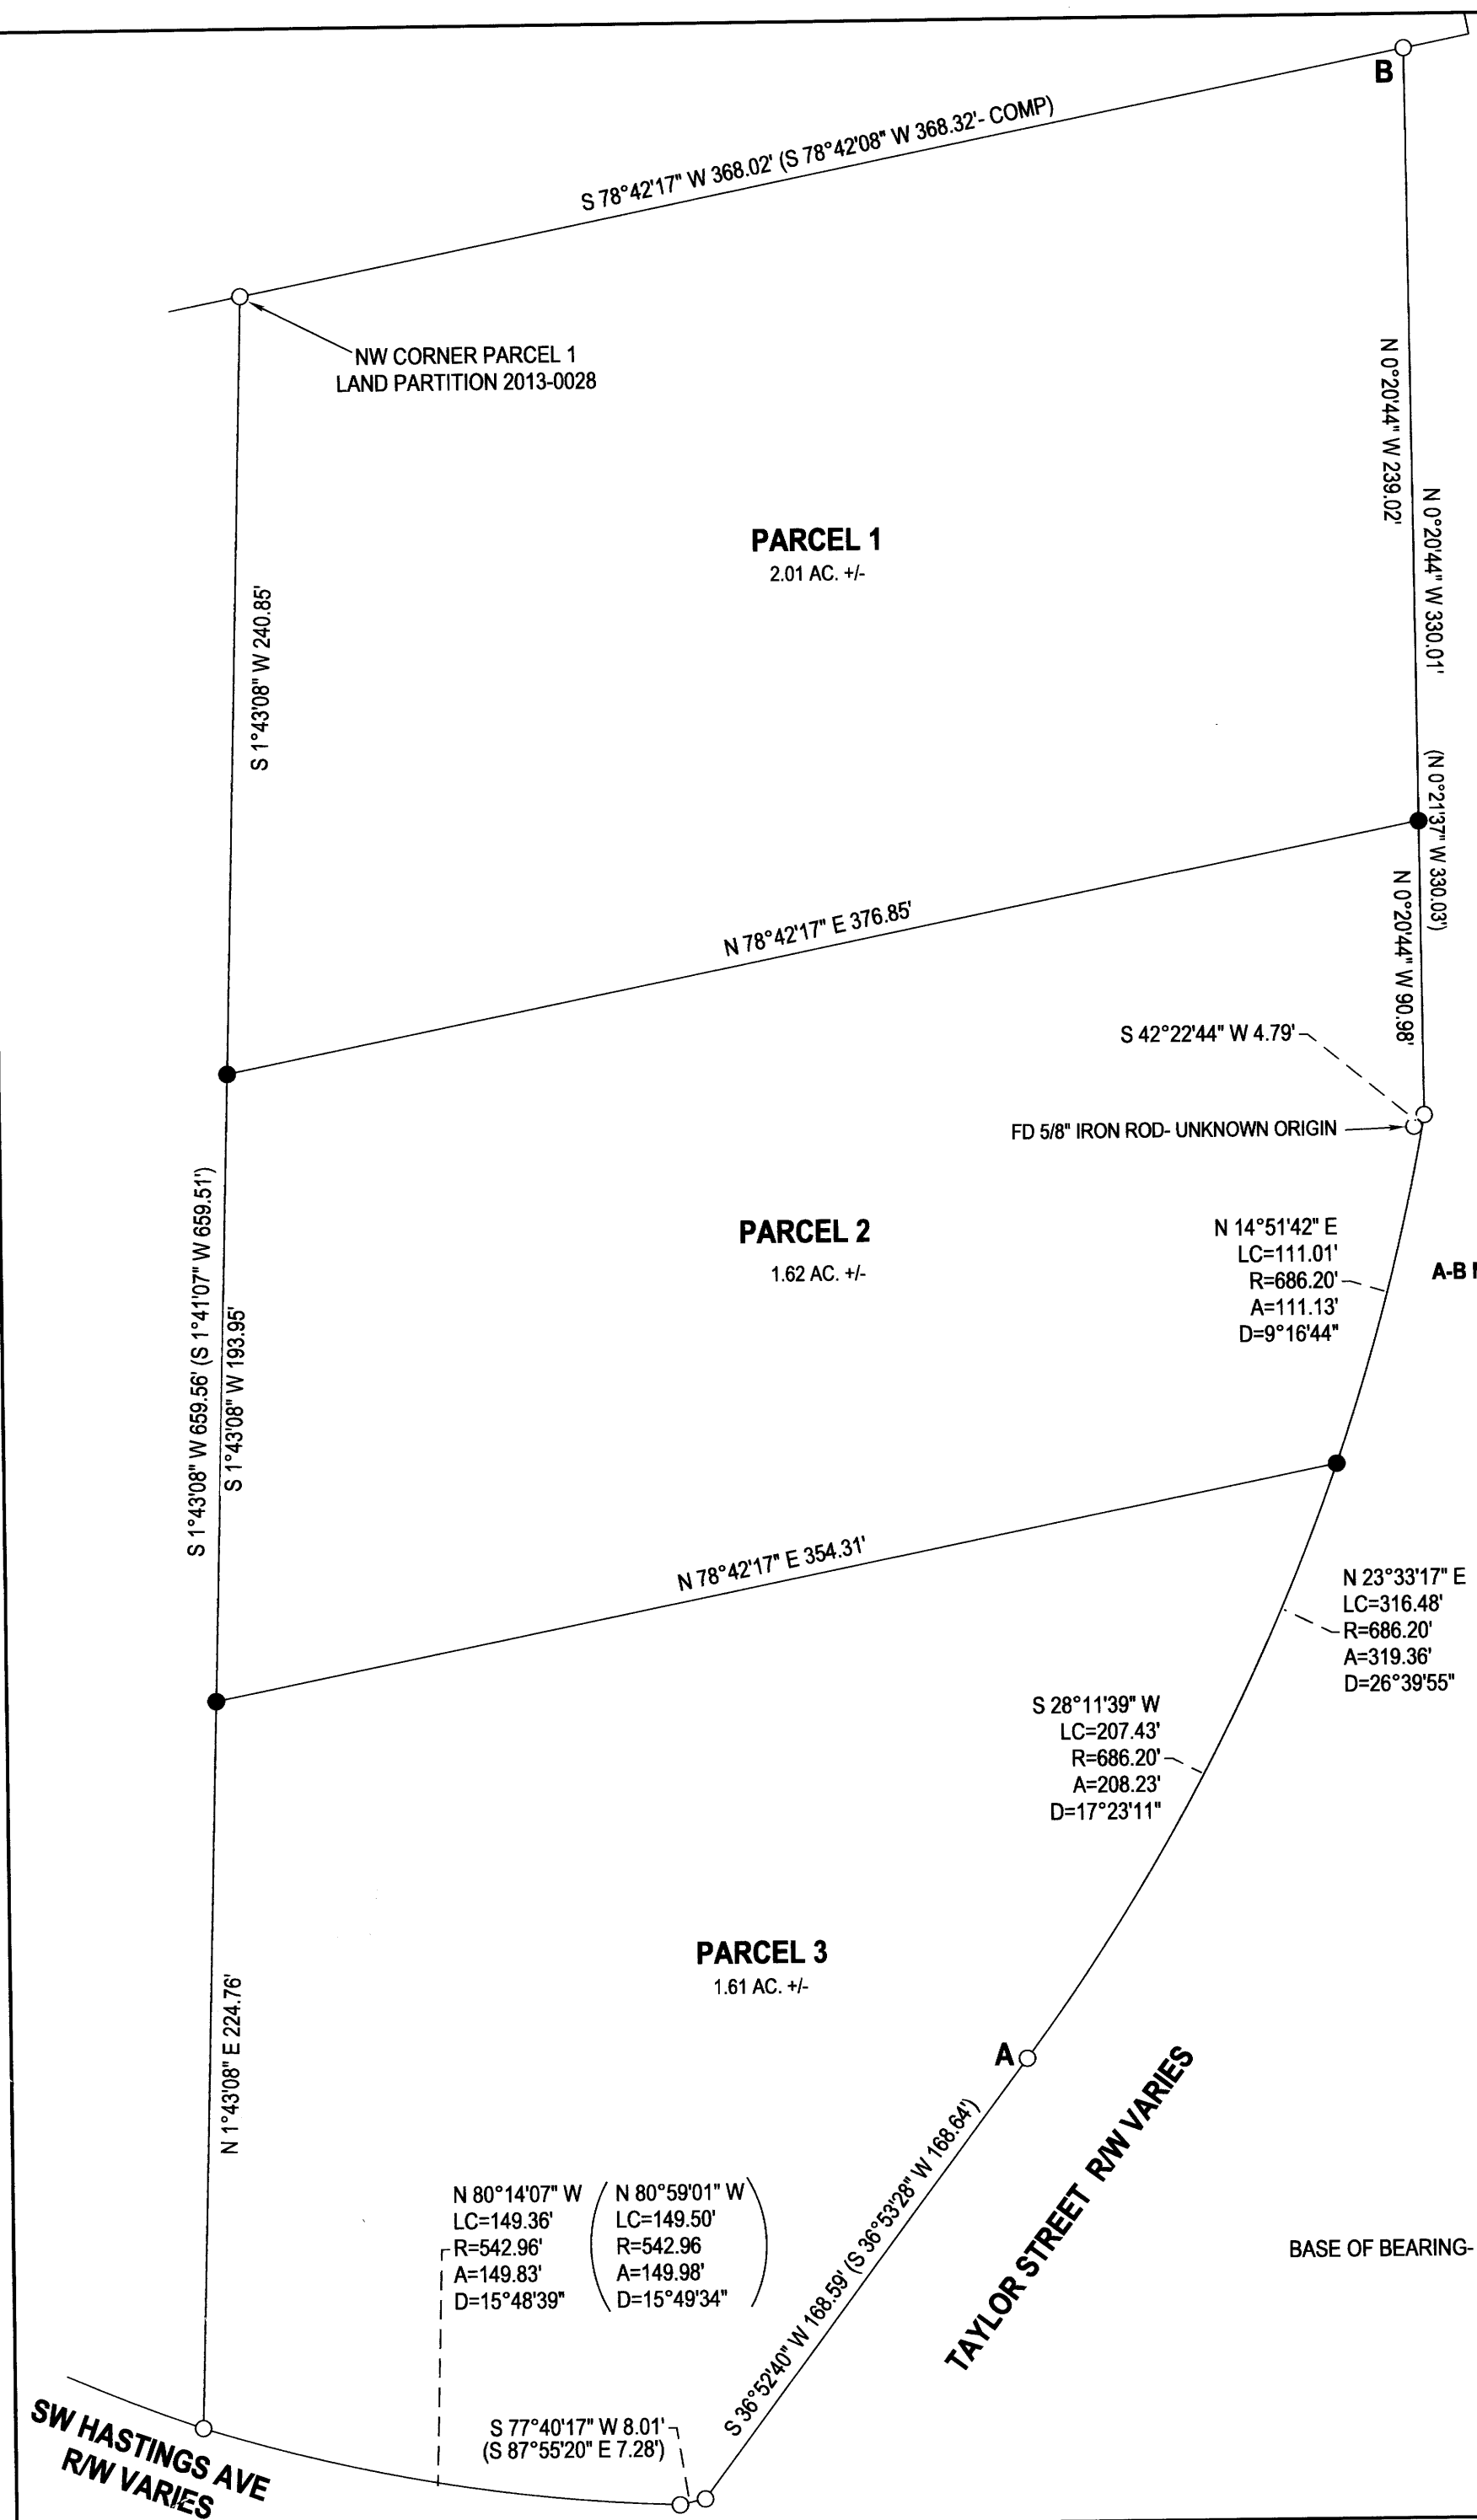 B
S 78°42'17" W 368.02' (S 78°42'08" W 368.32'- COMP)
NW CORNER PARCEL 1
LAND PARTITION 2013-0028
N 0°20'44" W 239.02'
N 0°20'44" W 330.01'
(N 0°21'37" W 330.03')
PARCEL 1
2.01 AC. +/-
S 1°43'08" W 240.85'
N 78°42'17" E 376.85'
N 0°20'44" W 90.98'
S 42°22'44" W 4.79'
FD 5/8" IRON ROD- UNKNOWN ORIGIN
S 1°43'08" W 659.56' (S 1°41'07" W 659.51')
S 1°43'08" W 193.95'
PARCEL 2
1.62 AC. +/-
N 14°51'42" E
LC=111.01'
R=686.20'
A=111.13'
D=9°16'44"
A-B
N 78°42'17" E 354.31'
N 23°33'17" E
LC=316.48'
R=686.20'
A=319.36'
D=26°39'55"
S 28°11'39" W
LC=207.43'
R=686.20'
A=208.23'
D=17°23'11"
PARCEL 3
1.61 AC. +/-
N 1°43'08" E 224.76'
A
TAYLOR STREET R/W VARIES
S 36°52'40" W 168.59' (S 36°53'28" W 168.64')
N 80°14'07" W
LC=149.36'
R=542.96'
A=149.83'
D=15°48'39"
(N 80°59'01" W
LC=149.50'
R=542.96
A=149.98'
D=15°49'34")
BASE OF BEARING-
S 77°40'17" W 8.01'
(S 87°55'20" E 7.28')
SW HASTINGS AVE
R/W VARIES